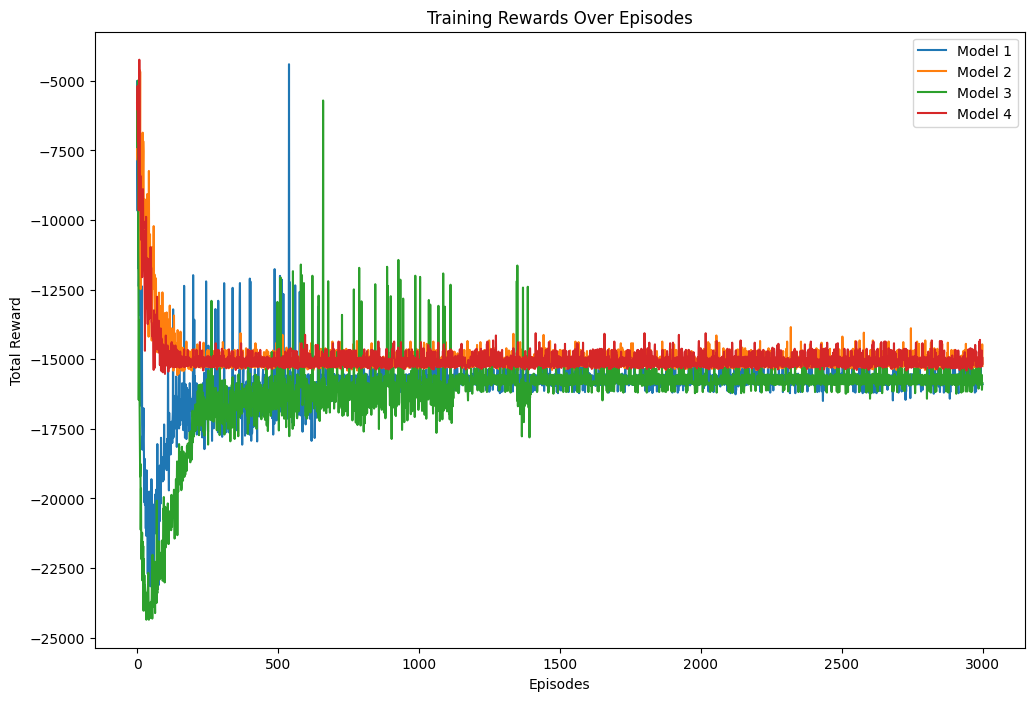 Training Rewards Over Episodes
Model 1
Model 2
Model 3
Model 4
Total Reward
−5000
−7500
−10000
−12500
−15000
−17500
−20000
−22500
−25000
0 500 1000 1500 2000 2500 3000
Episodes